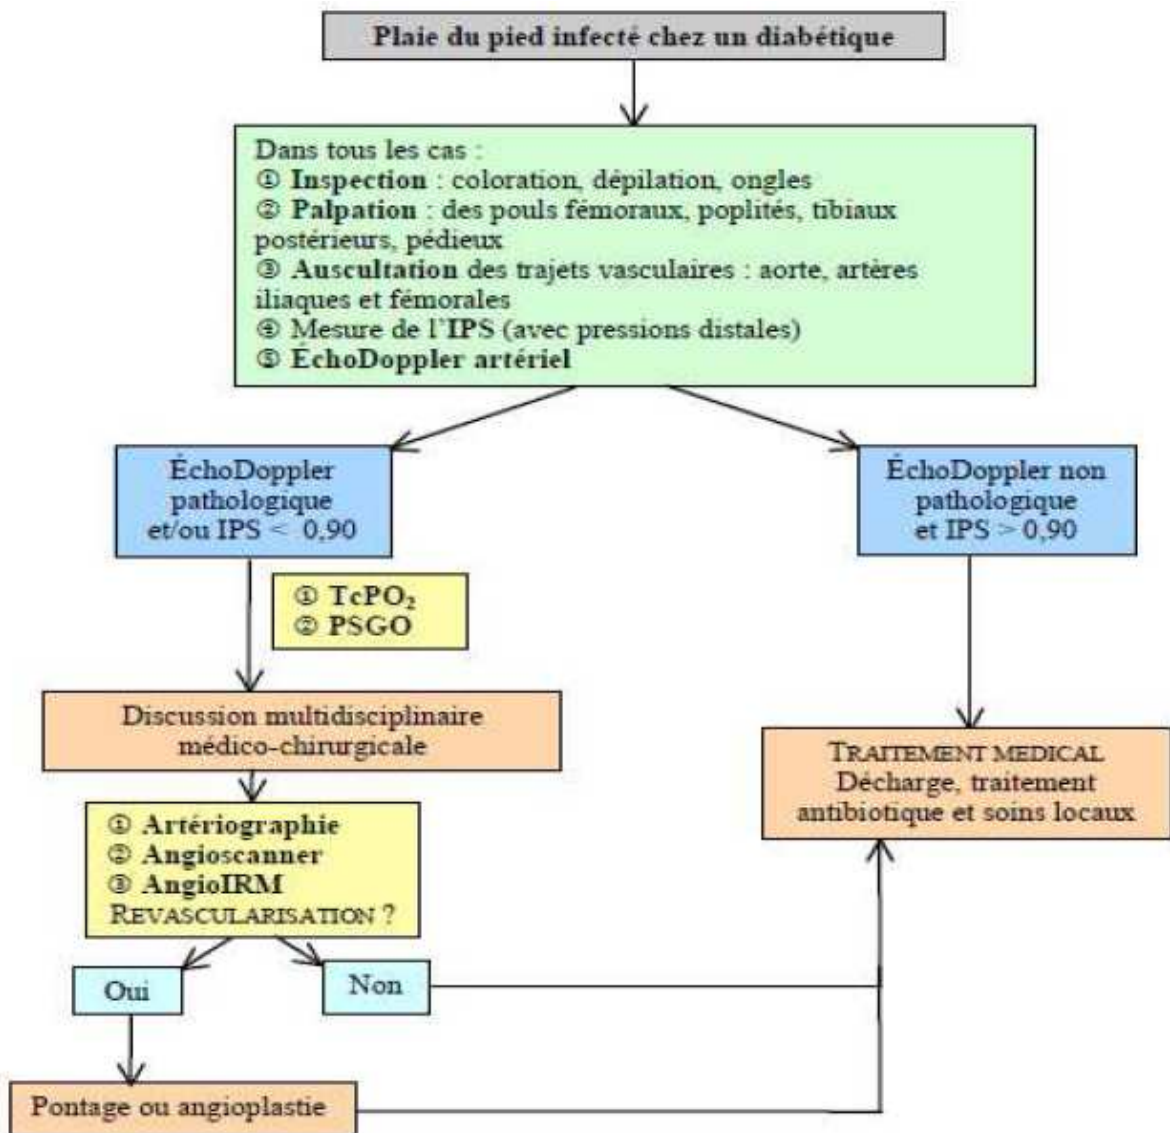 Plaie du pied infecté chez un diabétique
Dans tous les cas :
① Inspection : coloration, dépilation, ongles
② Palpation : des pouls fémoraux, poplités, tibiaux
postérieurs, pédieux
③ Auscultation des trajets vasculaires : aorte, artères
iliaques et fémorales
④ Mesure de l'IPS (avec pressions distales)
⑤ ÉchoDoppler artériel
ÉchoDoppler
pathologique
et/ou IPS < 0,90
ÉchoDoppler non
pathologique
et IPS > 0,90
① TcPO₂
② PSGO
Discussion multidisciplinaire
médico-chirurgicale
TRAITEMENT MEDICAL
Décharge, traitement
antibiotique et soins locaux
① Artériographie
② Angioscanner
③ AngioIRM
REVASCULARISATION ?
Oui
Non
Pontage ou angioplastie